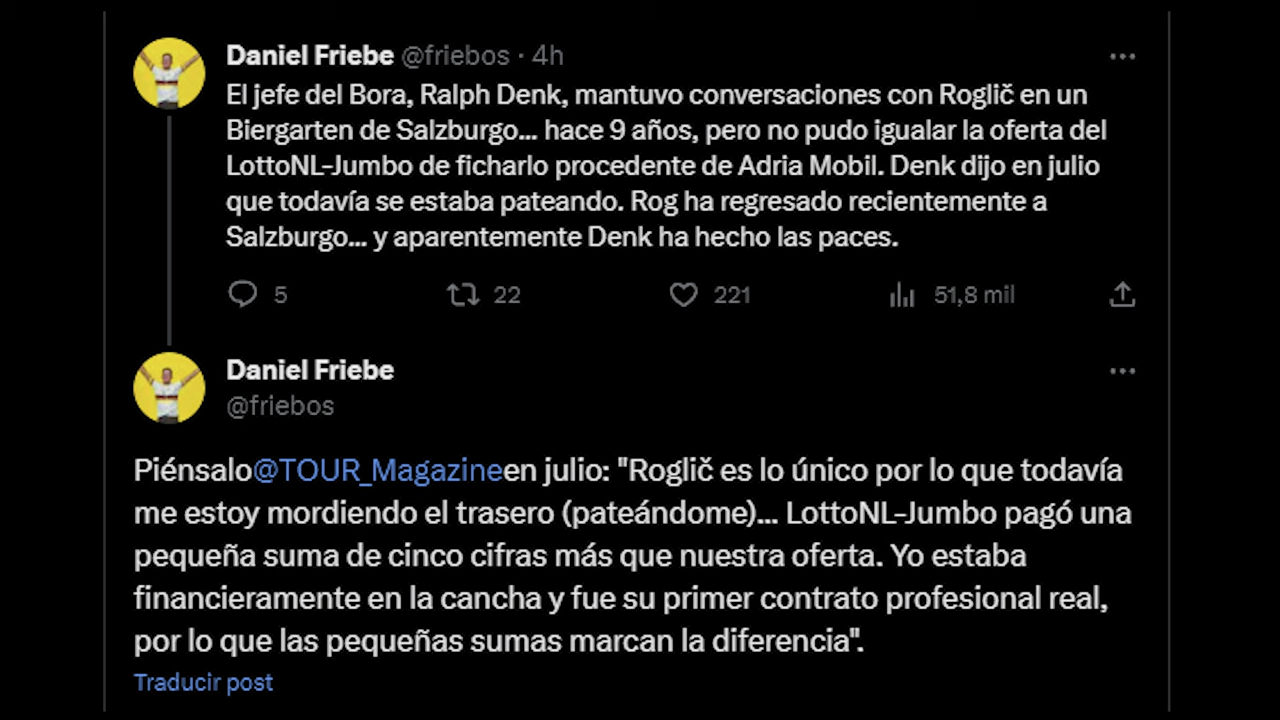 Daniel Friebe @friebos · 4h
El jefe del Bora, Ralph Denk, mantuvo conversaciones con Roglič en un
Biergarten de Salzburgo... hace 9 años, pero no pudo igualar la oferta del
LottoNL-Jumbo de ficharlo procedente de Adria Mobil. Denk dijo en julio
que todavía se estaba pateando. Rog ha regresado recientemente a
Salzburgo... y aparentemente Denk ha hecho las paces.
5 22 221 51,8 mil
Daniel Friebe
@friebos
Piénsalo@TOUR_Magazineen julio: "Roglič es lo único por lo que todavía
me estoy mordiendo el trasero (pateándome)... LottoNL-Jumbo pagó una
pequeña suma de cinco cifras más que nuestra oferta. Yo estaba
financieramente en la cancha y fue su primer contrato profesional real,
por lo que las pequeñas sumas marcan la diferencia".
Traducir post